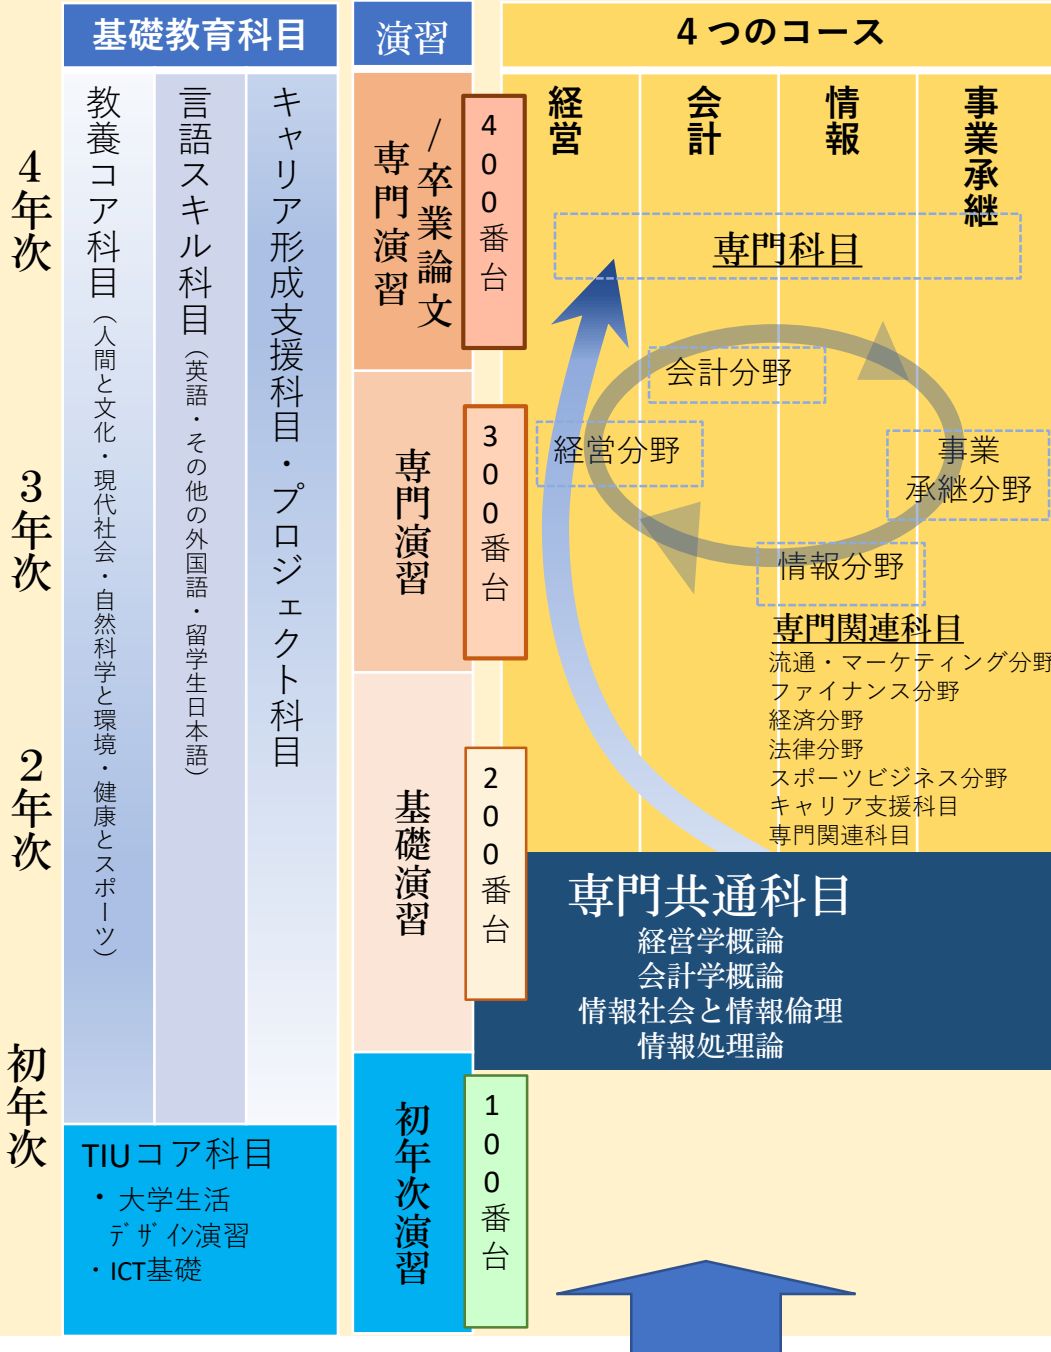 基礎教育科目
演習
4つのコース
4年次
3年次
2年次
初年次
教養コア科目（人間と文化・現代社会・自然科学と環境・健康とスポーツ）
言語スキル科目（英語・その他の外国語・留学生日本語）
キャリア形成支援科目・プロジェクト科目
TIUコア科目
・大学生活
デザイン演習
・ICT基礎
専門演習
/卒業論文
専門演習
基礎演習
初年次演習
400番台
300番台
200番台
100番台
経営
会計
情報
事業承継
専門科目
会計分野
経営分野
事業
承継分野
情報分野
専門関連科目
流通・マーケティング分野
ファイナンス分野
経済分野
法律分野
スポーツビジネス分野
キャリア支援科目
専門関連科目
専門共通科目
経営学概論
会計学概論
情報社会と情報倫理
情報処理論